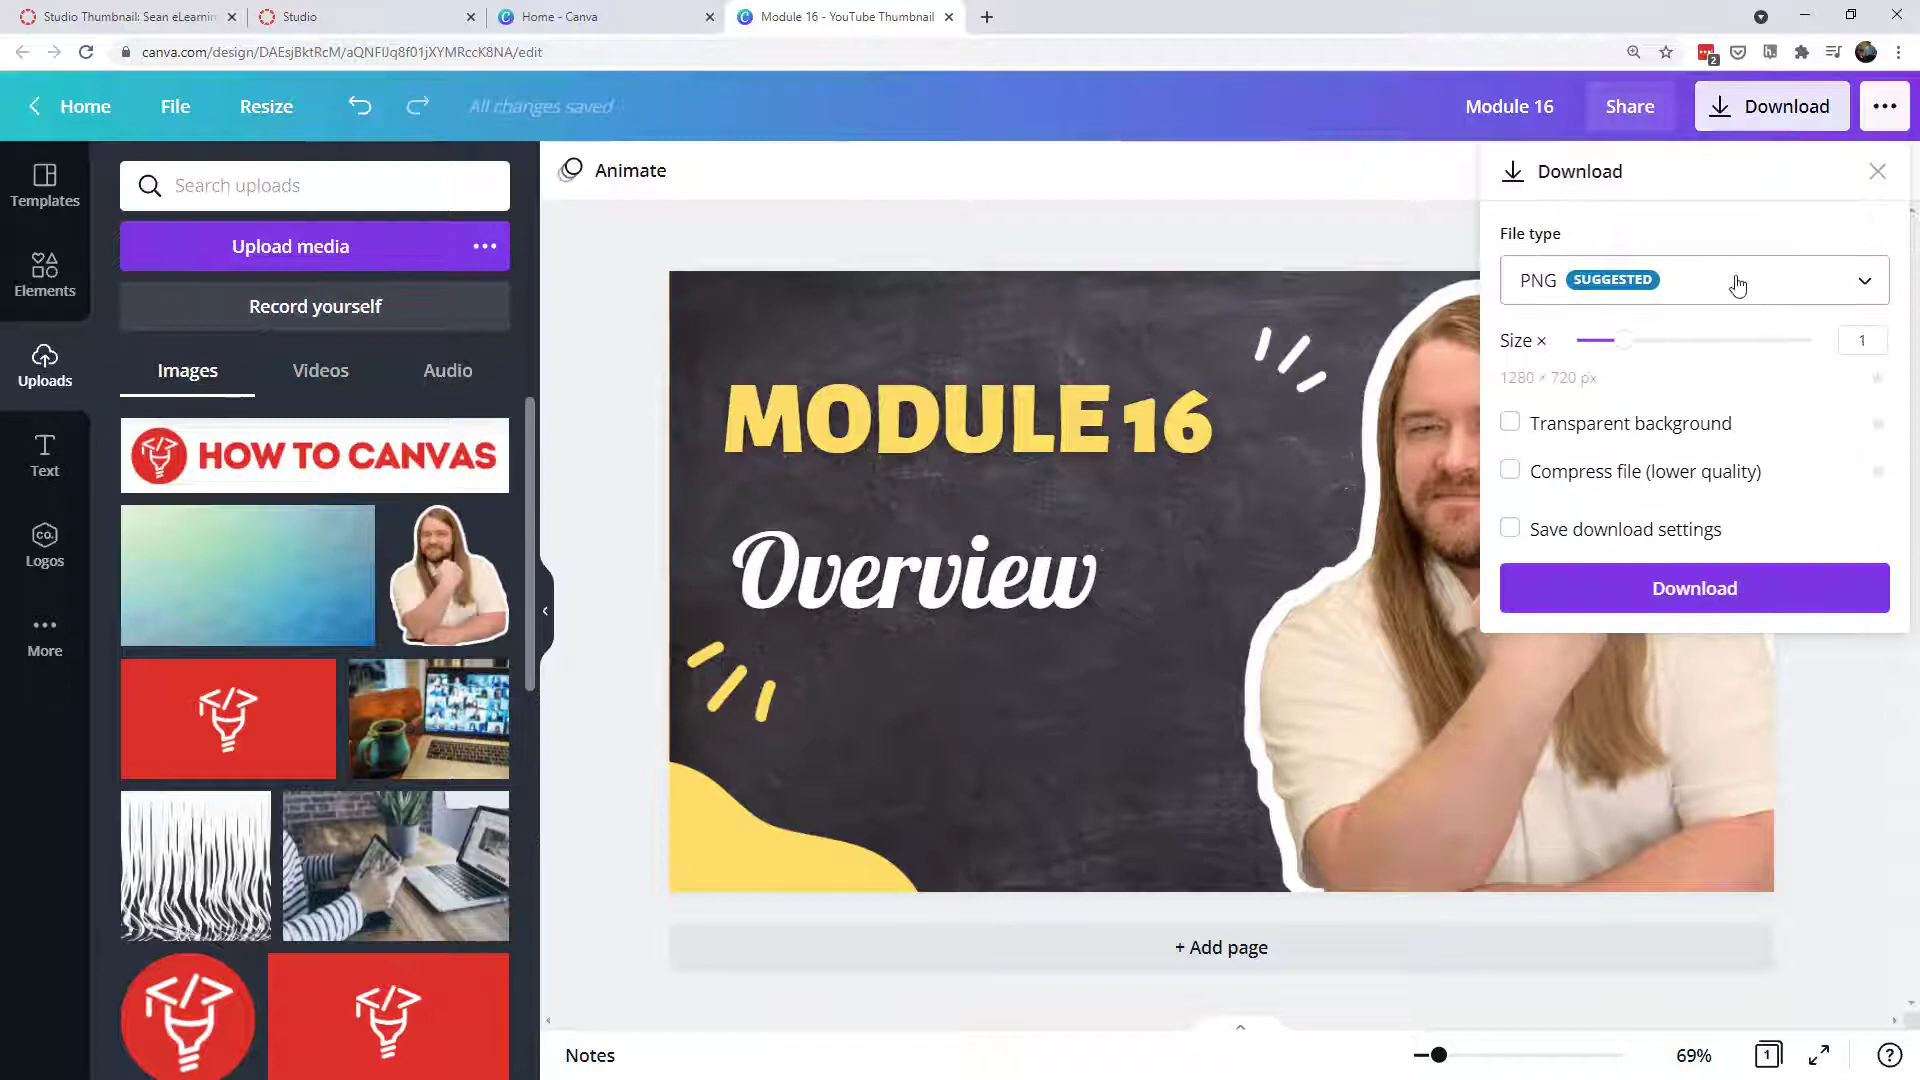 Studio Thumbnail: Sean eLearnin
Studio
Home - Canva
Module 16 - YouTube Thumbnail
canva.com/design/DAEsjBktRcM/aQNFIJq8f01jXYMRccK8NA/edit
2
Home
File
Resize
All changes saved
Module 16
Share
Download
Templates
Elements
Uploads
Text
CO.
Logos
More
Search uploads
Upload media
Record yourself
Images
Videos
Audio
HOW TO CANVAS
Animate
MODULE 16
Overview
+ Add page
Download
File type
PNG SUGGESTED
Size ×
1
1280 × 720 px
Transparent background
Compress file (lower quality)
Save download settings
Download
Notes
69%
1